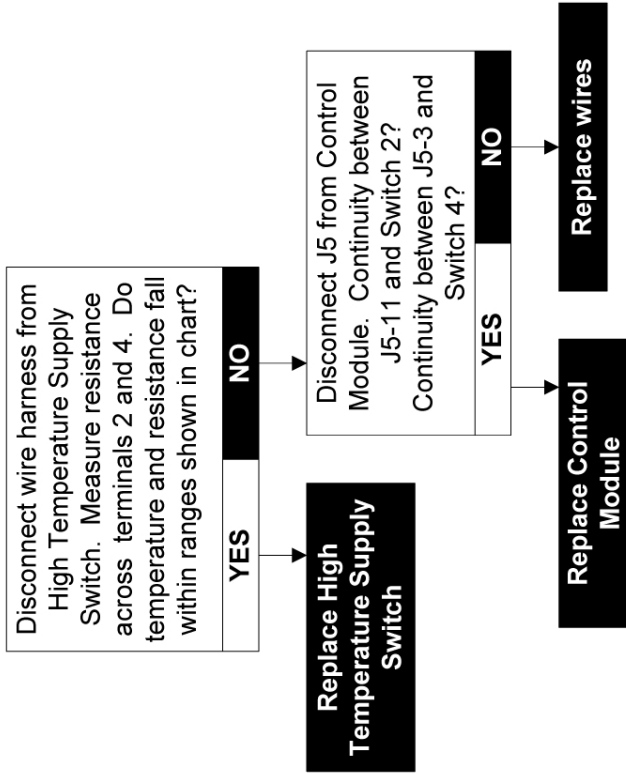 Disconnect wire harness from
High Temperature Supply
Switch. Measure resistance
across terminals 2 and 4. Do
temperature and resistance fall
within ranges shown in chart?
YES
NO
Replace High
Temperature Supply
Switch
Disconnect J5 from Control
Module. Continuity between
J5-11 and Switch 2?
Continuity between J5-3 and
Switch 4?
YES
NO
Replace Control
Module
Replace wires